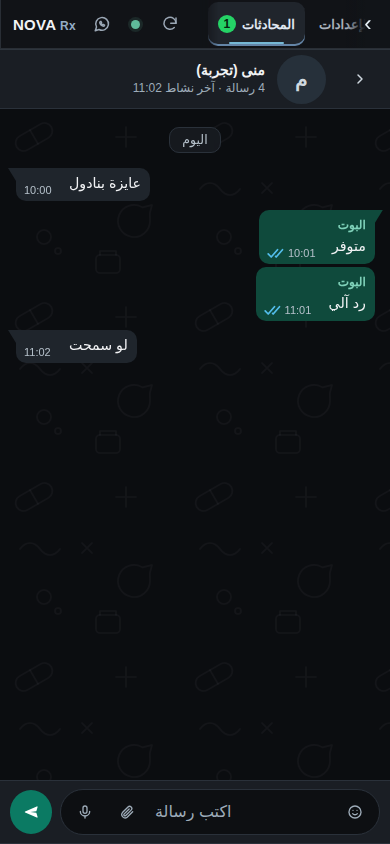 NOVA Rx
المحادثات 1
إعدادات
منى (تجربة)
4 رسالة · آخر نشاط 11:02
م
اليوم
عايزة بنادول
10:00
البوت
متوفر
10:01
البوت
رد آلي
11:01
لو سمحت
11:02
اكتب رسالة